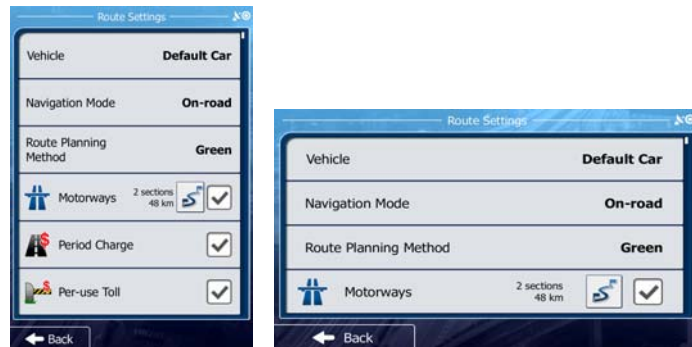 Route Settings
Vehicle Default Car
Navigation Mode On-road
Route Planning
Method Green
Motorways 2 sections
48 km
Period Charge
Per-use Toll
Back
Route Settings
Vehicle Default Car
Navigation Mode On-road
Route Planning Method Green
Motorways 2 sections
48 km
Back